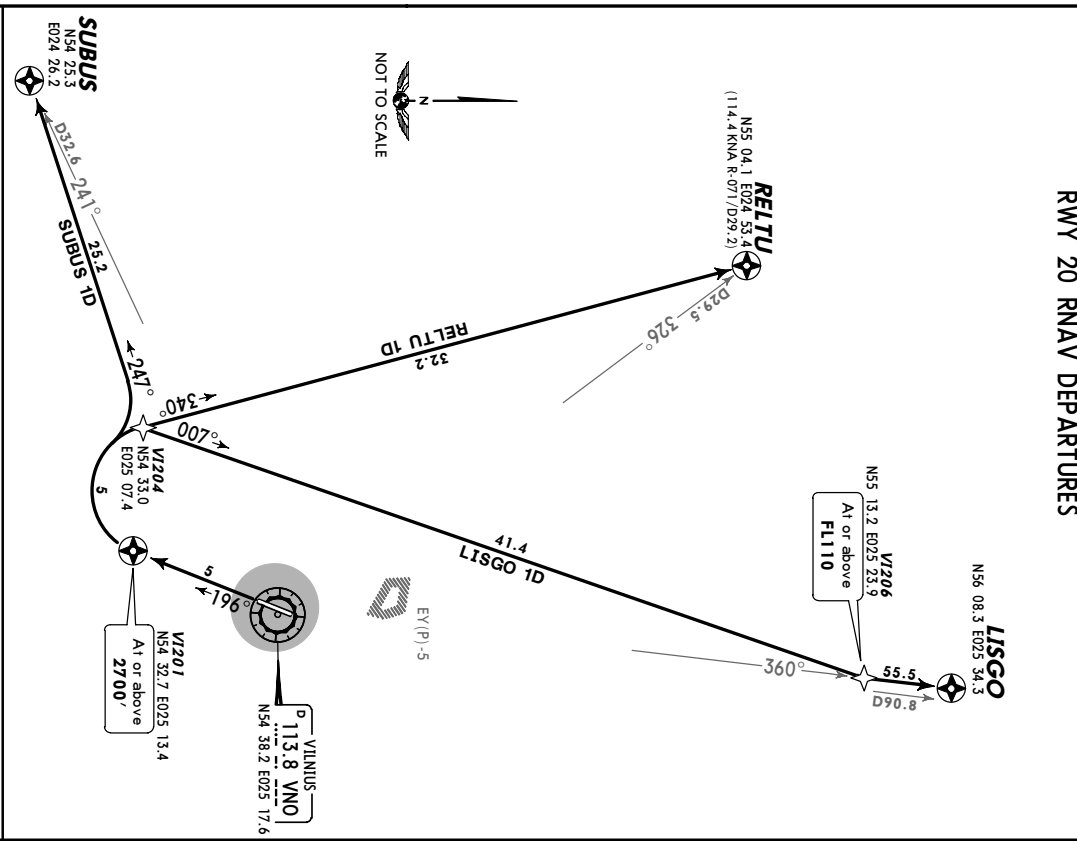 RWY 20 RNAV DEPARTURES
LISGO
N56 08.3 E025 34.3
55.5
D90.8
360°
VI206
N55 13.2 E025 23.9
At or above
FL110
41.4
LISGO 1D
007°
RELTU
N55 04.1 E024 53.4
(114.4 KNA R-071/D29.2)
D29.5
326°
RELTU 1D
32.2
340°
N
NOT TO SCALE
SUBUS
N54 25.3
E024 26.2
D32.6
241°
25.2
SUBUS 1D
247°
VI204
N54 33.0
E025 07.4
5
5
196°
VI201
N54 32.7 E025 13.4
At or above
2700'
EY(P)-5
VILNIUS
D 113.8 VNO
N54 38.2 E025 17.6